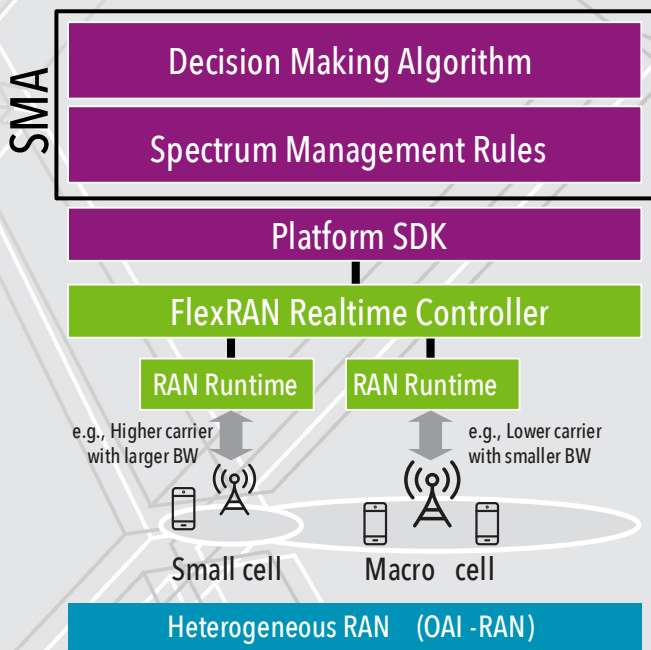 SMA
Decision Making Algorithm
Spectrum Management Rules
Platform SDK
FlexRAN Realtime Controller
RAN Runtime
RAN Runtime
e.g., Higher carrier
with larger BW
e.g., Lower carrier
with smaller BW
Small cell
Macro cell
Heterogeneous RAN (OAI -RAN)